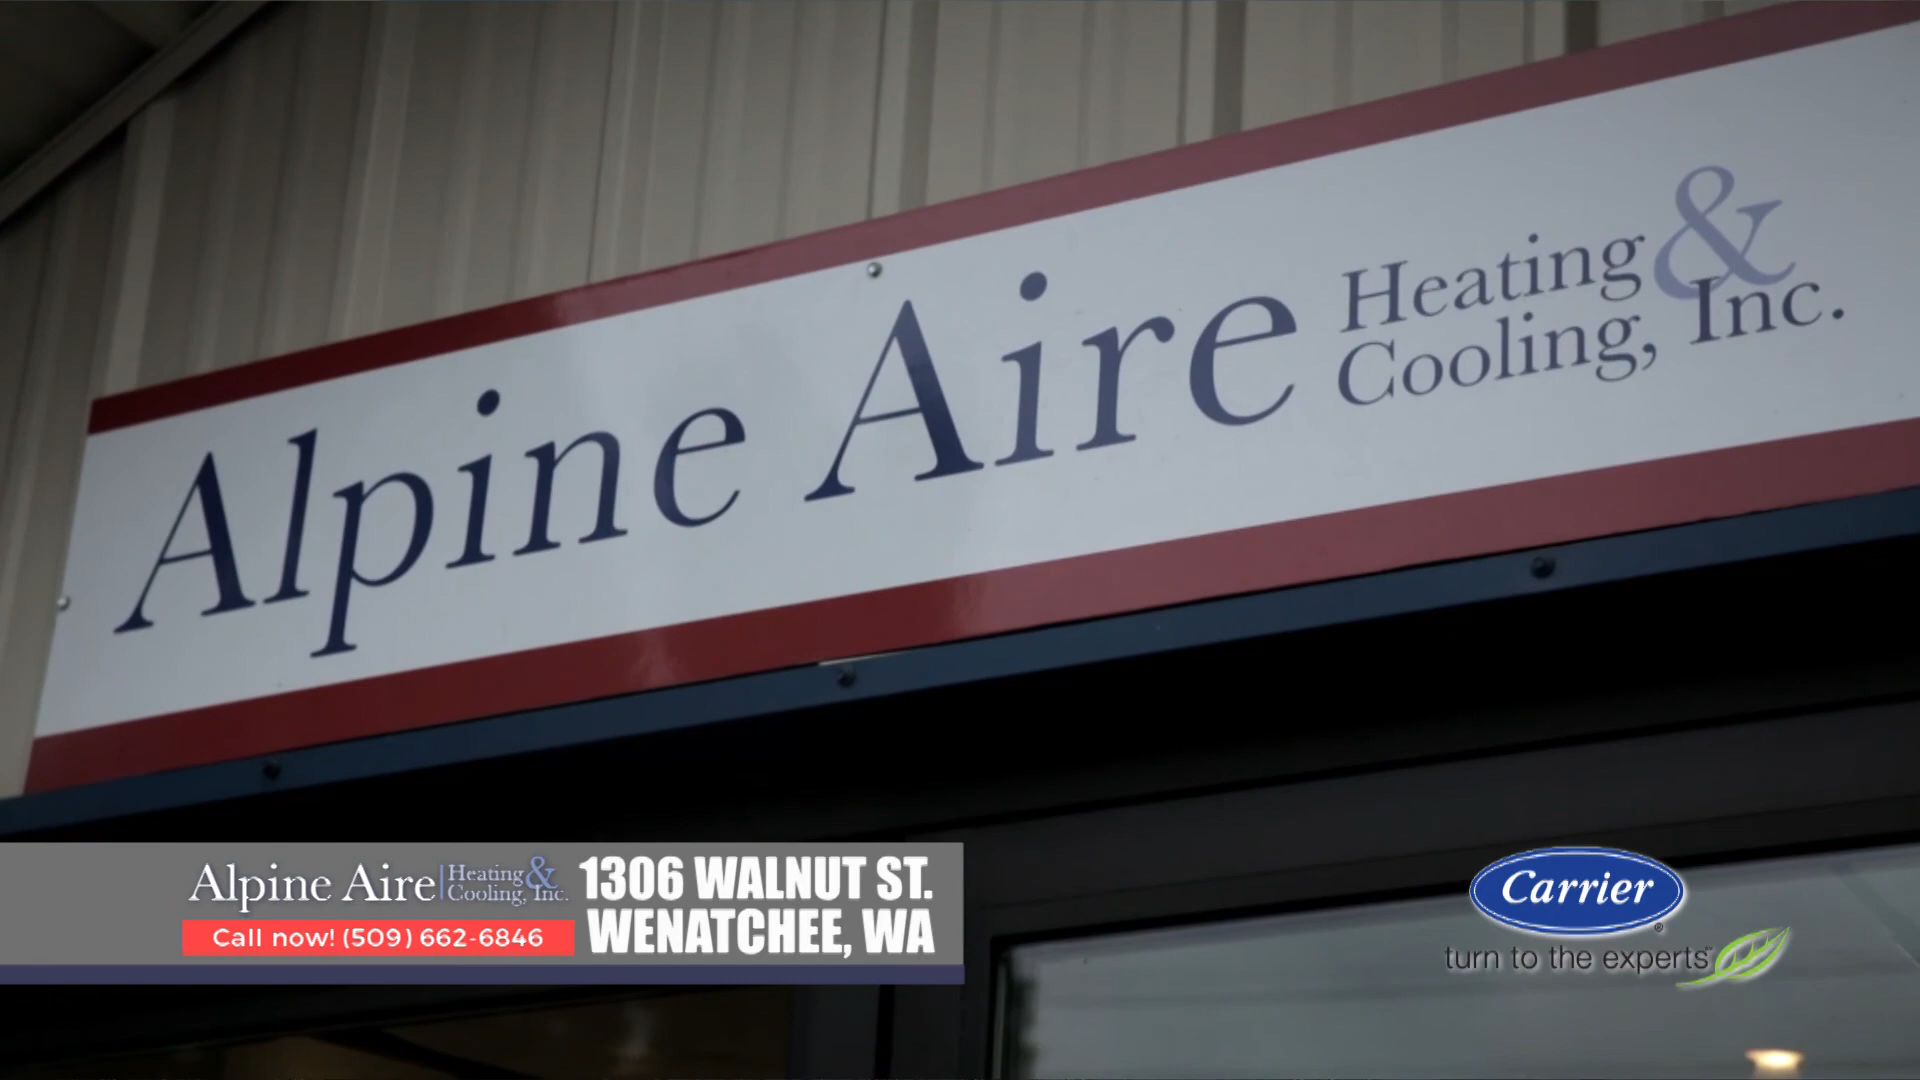 Alpine Aire Heating &
Cooling, Inc.
Alpine Aire Heating &
Cooling, Inc.
Call now! (509) 662-6846
1306 WALNUT ST.
WENATCHEE, WA
Carrier®
turn to the experts™